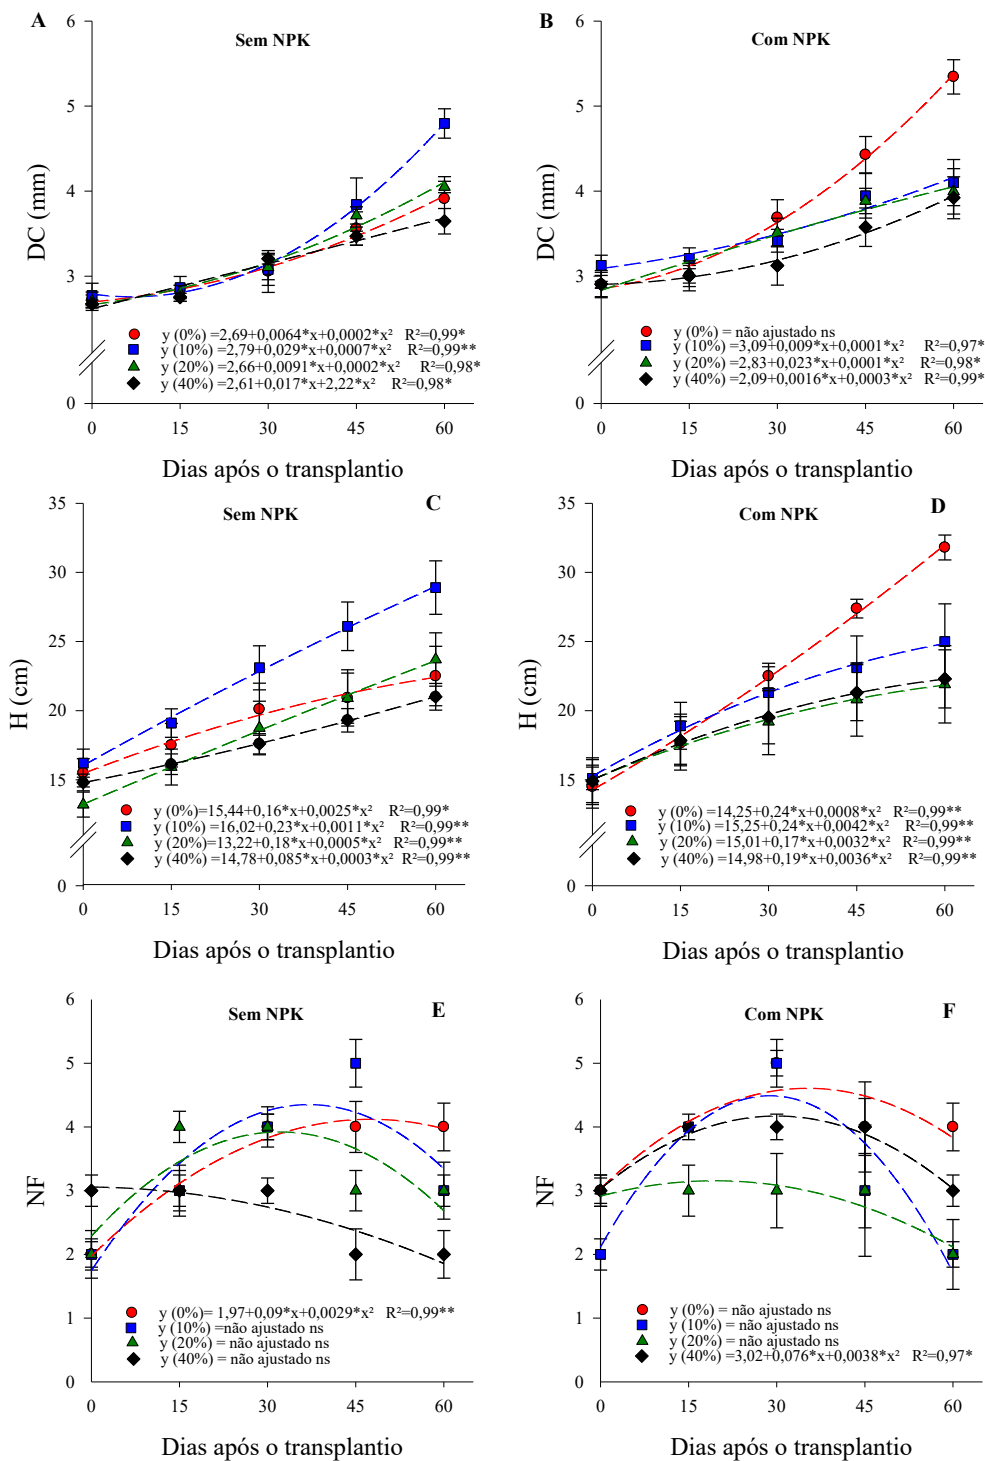 A
Sem NPK
DC (mm)
6
5
4
3
0
y (0%) =2,69+0,0064*x+0,0002*x² R²=0,99*
y (10%) =2,79+0,029*x+0,0007*x² R²=0,99**
y (20%) =2,66+0,0091*x+0,0002*x² R²=0,98*
y (40%) =2,61+0,017*x+2,22*x² R²=0,98*
0 15 30 45 60
Dias após o transplantio
B
Com NPK
DC (mm)
6
5
4
3
0
y (0%) = não ajustado ns
y (10%) =3,09+0,009*x+0,0001*x² R²=0,97*
y (20%) =2,83+0,023*x+0,0001*x² R²=0,98*
y (40%) =2,09+0,0016*x+0,0003*x² R²=0,99*
0 15 30 45 60
Dias após o transplantio
C
Sem NPK
H (cm)
35
30
25
20
15
0
y (0%)=15,44+0,16*x+0,0025*x² R²=0,99*
y (10%) =16,02+0,23*x+0,0011*x² R²=0,99**
y (20%)=13,22+0,18*x+0,0005*x² R²=0,99**
y (40%) =14,78+0,085*x+0,0003*x² R²=0,99**
0 15 30 45 60
Dias após o transplantio
D
Com NPK
H (cm)
35
30
25
20
15
0
y (0%) =14,25+0,24*x+0,0008*x² R²=0,99**
y (10%) =15,25+0,24*x+0,0042*x² R²=0,99**
y (20%) =15,01+0,17*x+0,0032*x² R²=0,99**
y (40%) =14,98+0,19*x+0,0036*x² R²=0,99**
0 15 30 45 60
Dias após o transplantio
E
Sem NPK
NF
6
5
4
3
2
1
0
y (0%)= 1,97+0,09*x+0,0029*x² R²=0,99**
y (10%) =não ajustado ns
y (20%) = não ajustado ns
y (40%) = não ajustado ns
0 15 30 45 60
Dias após o transplantio
F
Com NPK
NF
6
5
4
3
2
1
0
y (0%) = não ajustado ns
y (10%) = não ajustado ns
y (20%) = não ajustado ns
y (40%) =3,02+0,076*x+0,0038*x² R²=0,97*
0 15 30 45 60
Dias após o transplantio